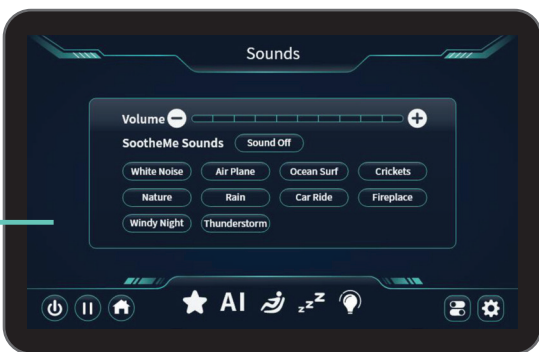 Sounds
Volume
SootheMe Sounds Sound Off
White Noise Air Plane Ocean Surf Crickets
Nature Rain Car Ride Fireplace
Windy Night Thunderstorm
AI zzZ